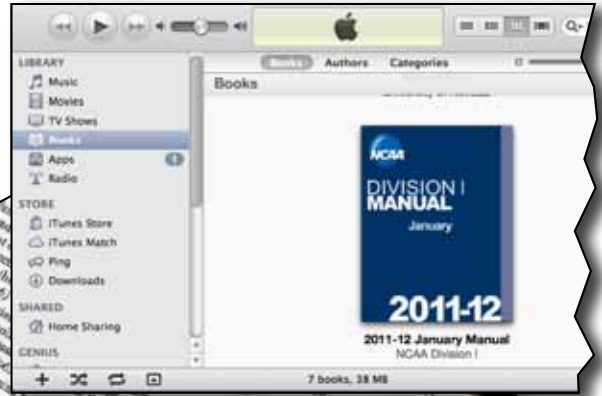 Books
Authors
Categories
LIBRARY
Music
Movies
TV Shows
Books
Apps
1
Radio
STORE
iTunes Store
iTunes Match
Ping
Downloads
SHARED
Home Sharing
GENIUS
Books
NCAA
DIVISION I
MANUAL
January
2011-12
2011-12 January Manual
NCAA Division I
7 books, 38 MB